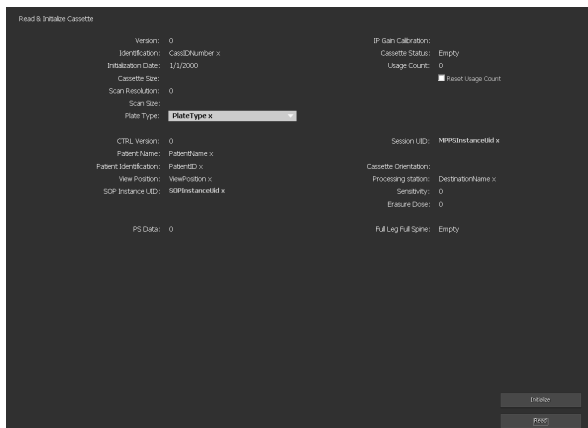 Read & Initialize Cassette
Version: 0
Identification: CassIDNumber x
Initialization Date: 1/1/2000
Cassette Size:
Scan Resolution: 0
Scan Size:
Plate Type: PlateType x
IP Gain Calibration:
Cassette Status: Empty
Usage Count: 0
Reset Usage Count
CTRL Version: 0
Patient Name: PatientName x
Patient Identification: PatientID x
View Position: ViewPosition x
SOP Instance UID: SOPInstanceUid x
Session UID: MPPSInstanceUid x
Cassette Orientation:
Processing station: DestinationName x
Sensitivity: 0
Erasure Dose: 0
PS Data: 0
Full Leg Full Spine: Empty
Initialize
Read